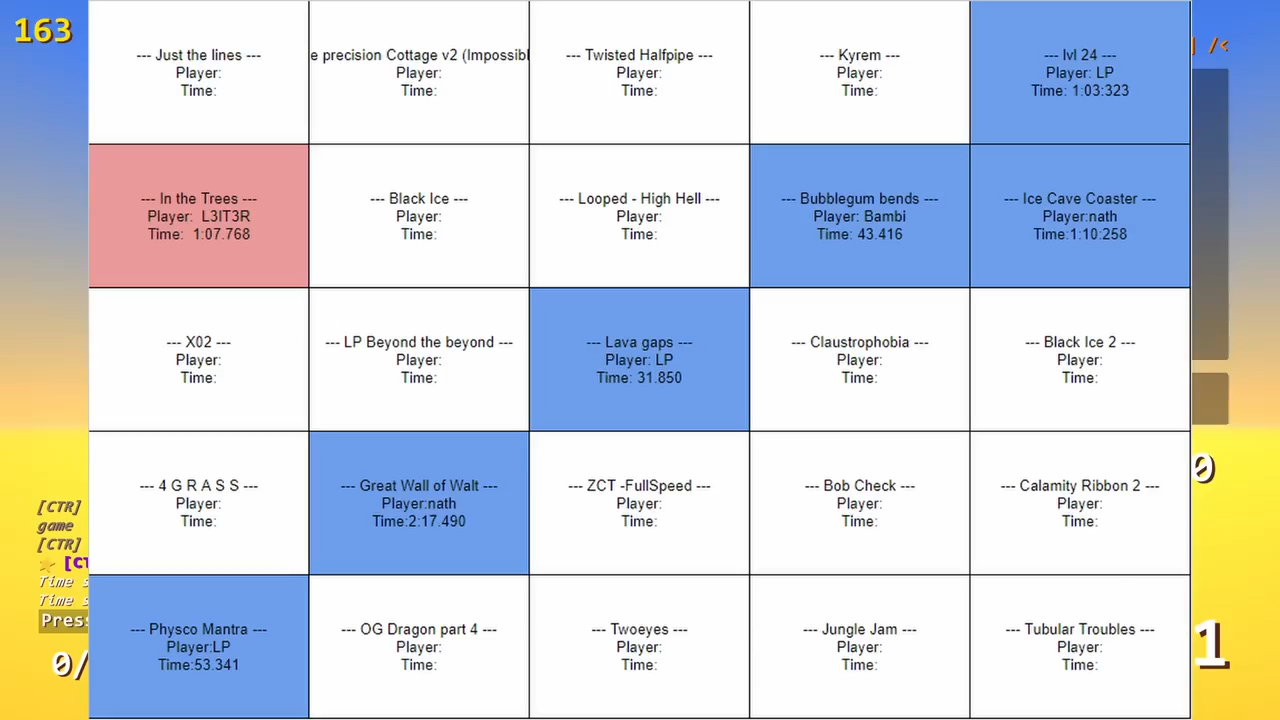 163
--- Just the lines ---
Player:
Time:
e precision Cottage v2 (Impossibl
Player:
Time:
--- Twisted Halfpipe ---
Player:
Time:
--- Kyrem ---
Player:
Time:
--- lvl 24 ---
Player: LP
Time: 1:03:323
/<
--- In the Trees ---
Player:  L3IT3R
Time:  1:07.768
--- Black Ice ---
Player:
Time:
--- Looped - High Hell ---
Player:
Time:
--- Bubblegum bends ---
Player: Bambi
Time: 43.416
--- Ice Cave Coaster ---
Player:nath
Time:1:10:258
--- X02 ---
Player:
Time:
--- LP Beyond the beyond ---
Player:
Time:
--- Lava gaps ---
Player: LP
Time: 31.850
--- Claustrophobia ---
Player:
Time:
--- Black Ice 2 ---
Player:
Time:
--- 4 G R A S S ---
Player:
Time:
--- Great Wall of Walt ---
Player:nath
Time:2:17.490
--- ZCT -FullSpeed ---
Player:
Time:
--- Bob Check ---
Player:
Time:
--- Calamity Ribbon 2 ---
Player:
Time:
0
[CTR]
game
[CTR]
[CT
Time s
Time s
Press
0/
--- Physco Mantra ---
Player:LP
Time:53.341
--- OG Dragon part 4 ---
Player:
Time:
--- Twoeyes ---
Player:
Time:
--- Jungle Jam ---
Player:
Time:
--- Tubular Troubles ---
Player:
Time:
1